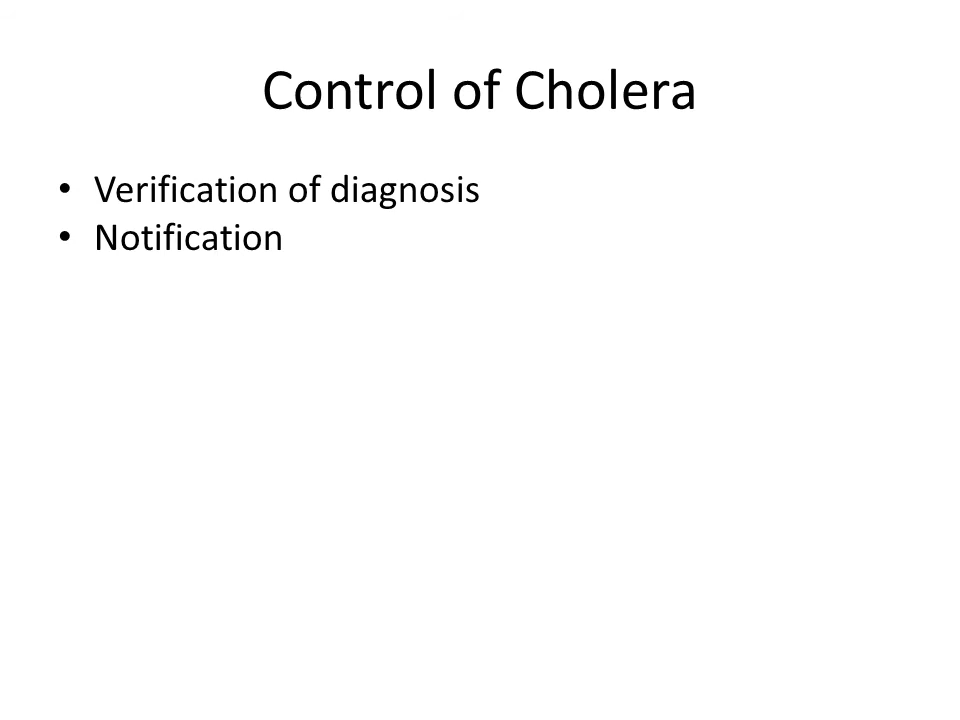 Control of Cholera
• Verification of diagnosis
• Notification